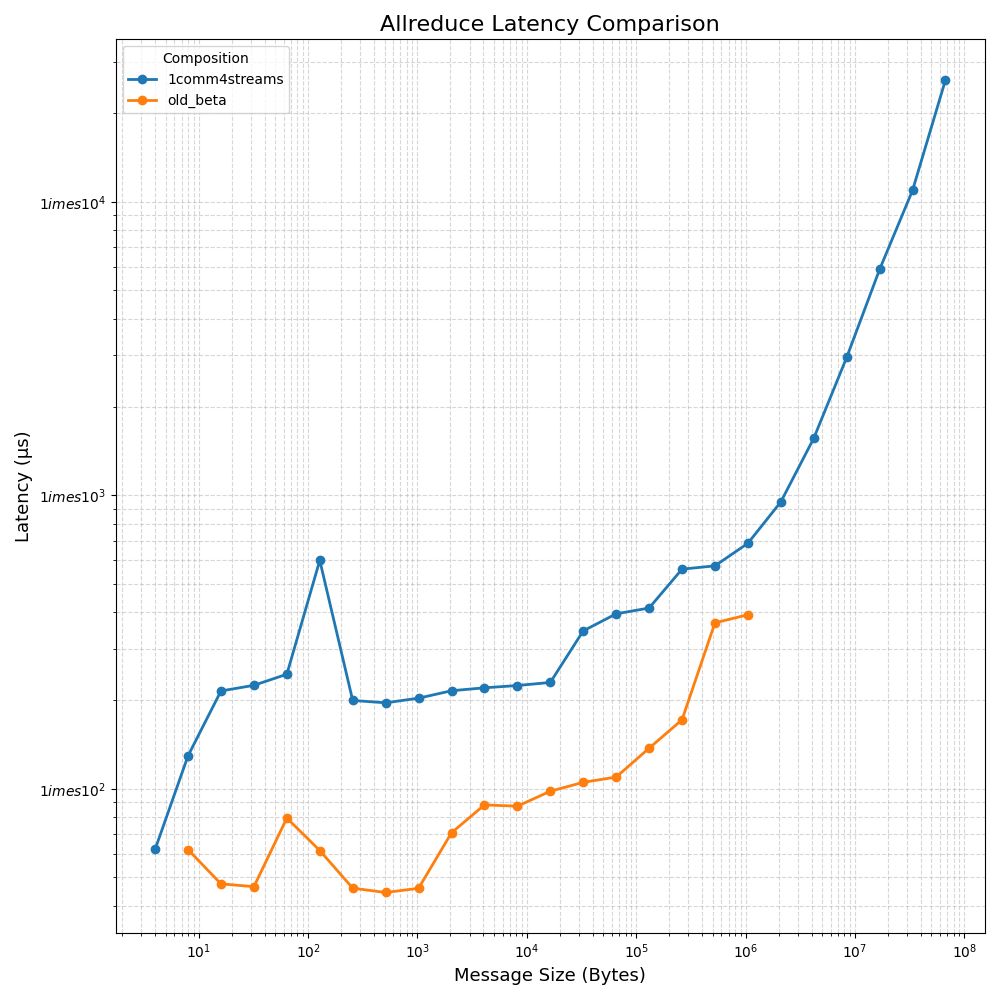 Allreduce Latency Comparison
Composition
1comm4streams
old_beta
Latency (µs)
1imes10^4
1imes10^3
1imes10^2
10^1 10^2 10^3 10^4 10^5 10^6 10^7 10^8
Message Size (Bytes)